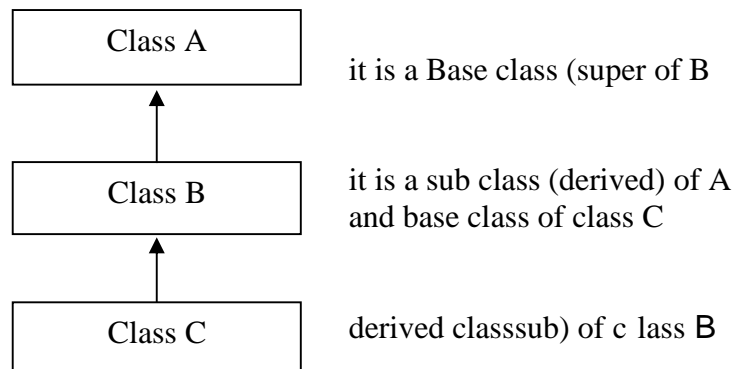 Class A
it is a Base class (super of B
Class B
it is a sub class (derived) of A
and base class of class C
Class C
derived classsub) of c lass B